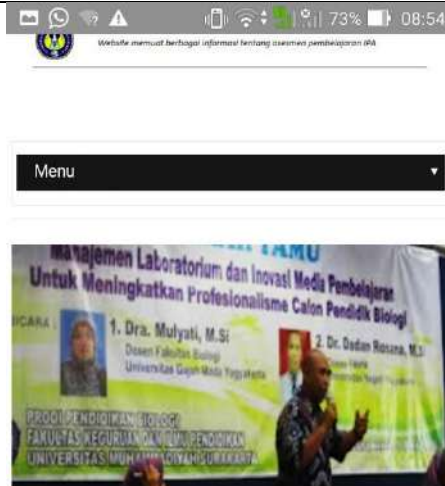 73% 08:54
Website memuat berbagai informasi tentang asesmen pembelajaran IPA
Menu
TAMU
Manajemen Laboratorium dan Inovasi Media Pembelajaran
Untuk Meningkatkan Profesionalisme Calon Pendidik Biologi
1. Dra. Mulyati, M.Si
2. Dr. Dadan Rosana, M.Si
Dosen Fakultas Biologi
Universitas Gajah Mada Yogyakarta
PRODI PENDIDIKAN BIOLOGI
FAKULTAS KEGURUAN DAN ILMU PENDIDIKAN
UNIVERSITAS MUHAMMADIYAH SURAKARTA